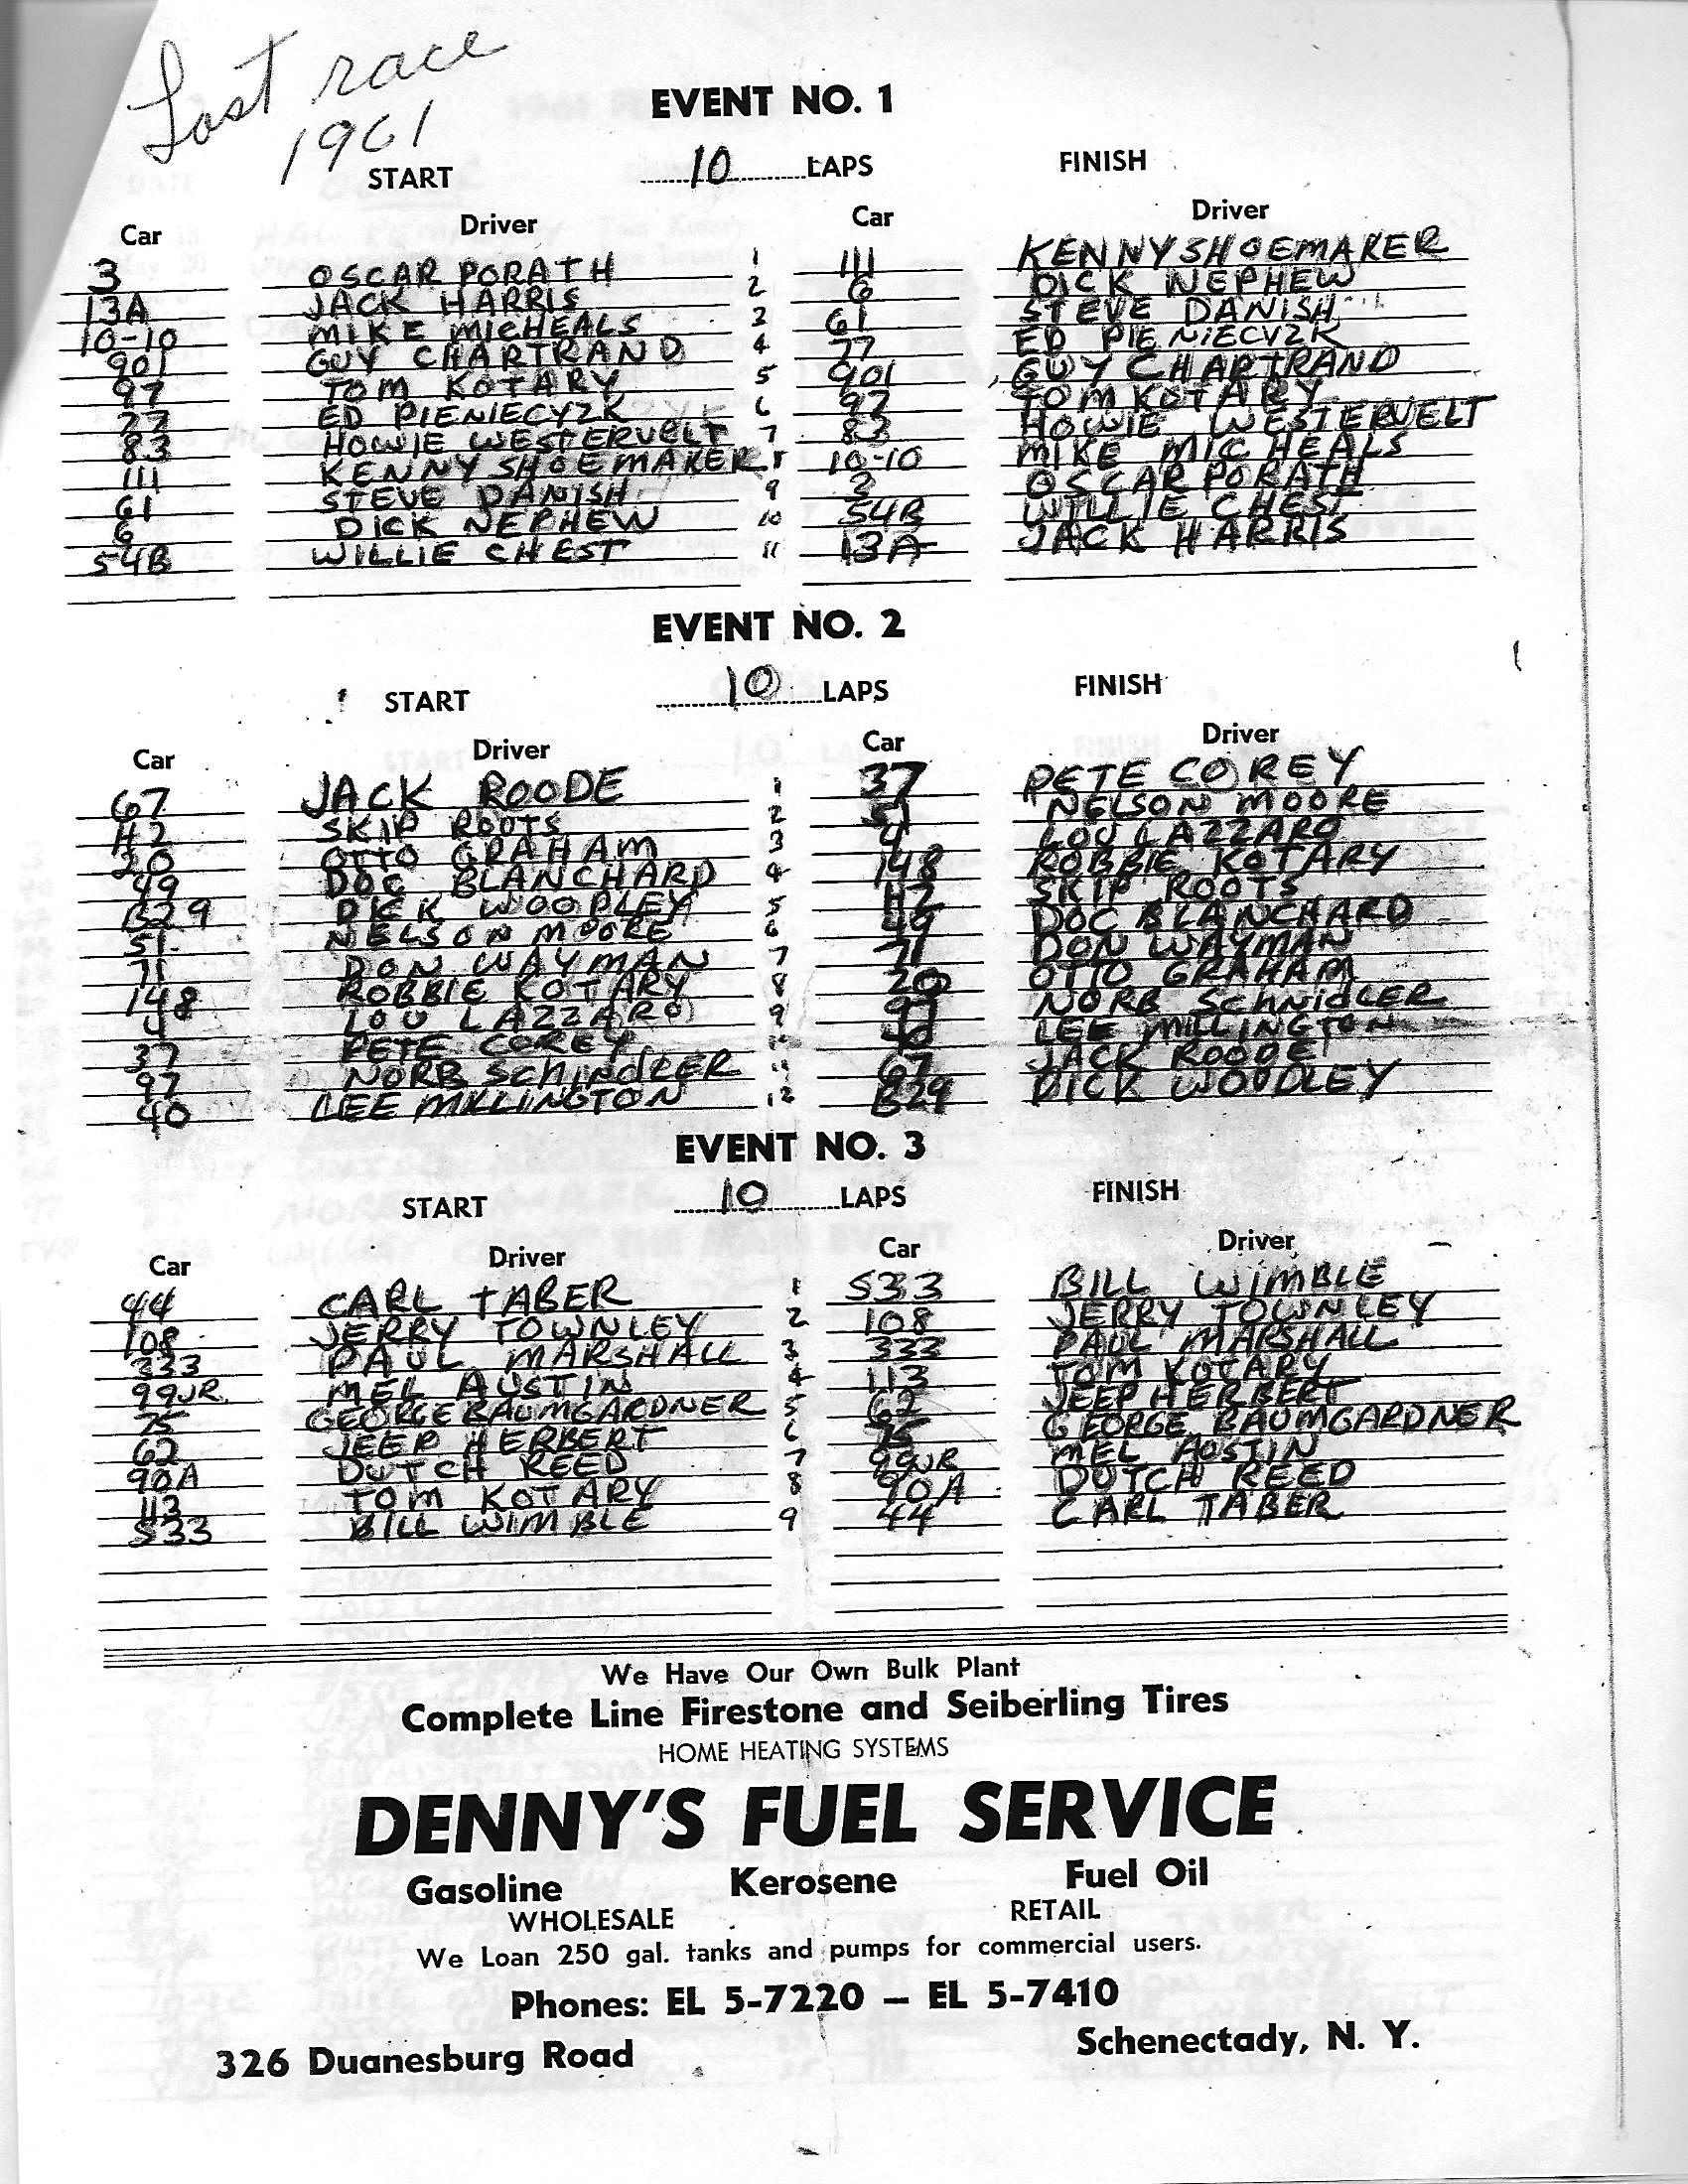 Last race
1961
EVENT NO. 1
START 10 LAPS FINISH
Car Driver Car Driver
3 OSCAR PORATH 1 111 KENNY SHOEMAKER
13A JACK HARRIS 2 6 DICK NEPHEW
10-10 MIKE MICHEALS 3 61 STEVE DANISH
901 GUY CHARTRAND 4 77 ED PIENIECYZK
97 TOM KOTARY 5 901 GUY CHARTRAND
77 ED PIENIECYZK 6 97 TOM KOTARY
83 HOWIE WESTERVELT 7 83 HOWIE WESTERVELT
111 KENNY SHOEMAKER 8 10-10 MIKE MICHEALS
61 STEVE DANISH 9 3 OSCAR PORATH
6 DICK NEPHEW 10 54B WILLIE CHEST
54B WILLIE CHEST 11 13A JACK HARRIS
EVENT NO. 2
START 10 LAPS FINISH
Car Driver Car Driver
67 JACK ROODE 1 37 PETE COREY
H2 SKIP ROOTS 2 51 NELSON MOORE
20 OTTO GRAHAM 3 4 LOU LAZZARO
49 DOC BLANCHARD 4 148 ROBBIE KOTARY
B29 DICK WOODLEY 5 H2 SKIP ROOTS
51 NELSON MOORE 6 49 DOC BLANCHARD
71 DON WAYMAN 7 71 DON WAYMAN
148 ROBBIE KOTARY 8 20 OTTO GRAHAM
4 LOU LAZZARO 9 97 NORB SCHNIDLER
37 PETE COREY 10 40 LEE MILLINGTON
97 NORB SCHINDLER 11 67 JACK ROODE
40 LEE MILLINGTON 12 B29 DICK WOODLEY
EVENT NO. 3
START 10 LAPS FINISH
Car Driver Car Driver
44 CARL TABER 1 533 BILL WIMBLE
108 JERRY TOWNLEY 2 108 JERRY TOWNLEY
333 PAUL MARSHALL 3 333 PAUL MARSHALL
99JR. MEL AUSTIN 4 113 TOM KOTARY
75 GEORGE BAUMGARDNER 5 62 JEEP HERBERT
62 JEEP HERBERT 6 75 GEORGE BAUMGARDNER
90A DUTCH REED 7 99JR MEL AUSTIN
113 TOM KOTARY 8 90A DUTCH REED
533 BILL WIMBLE 9 44 CARL TABER
We Have Our Own Bulk Plant
Complete Line Firestone and Seiberling Tires
HOME HEATING SYSTEMS
DENNY'S FUEL SERVICE
Gasoline Kerosene Fuel Oil
WHOLESALE RETAIL
We Loan 250 gal. tanks and pumps for commercial users.
Phones: EL 5-7220 — EL 5-7410
326 Duanesburg Road Schenectady, N. Y.